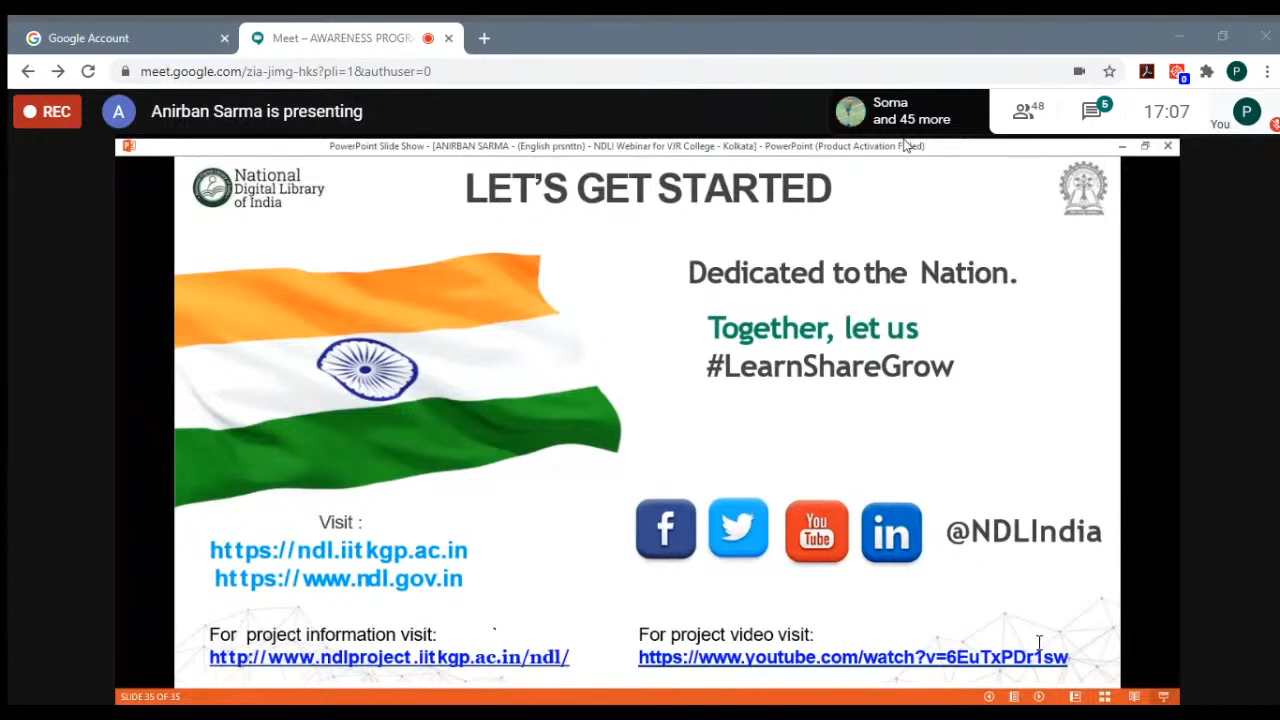 Google Account
Meet – AWARENESS PROGRA
meet.google.com/zia-jimg-hks?pli=1&authuser=0
0
P
REC
A
Anirban Sarma is presenting
Soma
and 45 more
48
5
17:07
You
P
PowerPoint Slide Show - [ANIRBAN SARMA - (English prsnttn) - NDLI Webinar for VJR College - Kolkata] - PowerPoint (Product Activation Failed)
National
Digital Library
of India
LET'S GET STARTED
Dedicated to the Nation.
Together, let us
#LearnShareGrow
f
You
Tube
in
@NDLIndia
Visit :
https://ndl.iitkgp.ac.in
https://www.ndl.gov.in
For project information visit:
http://www.ndlproject.iitkgp.ac.in/ndl/
For project video visit:
https://www.youtube.com/watch?v=6EuTxPDr1sw
SLIDE 35 OF 35